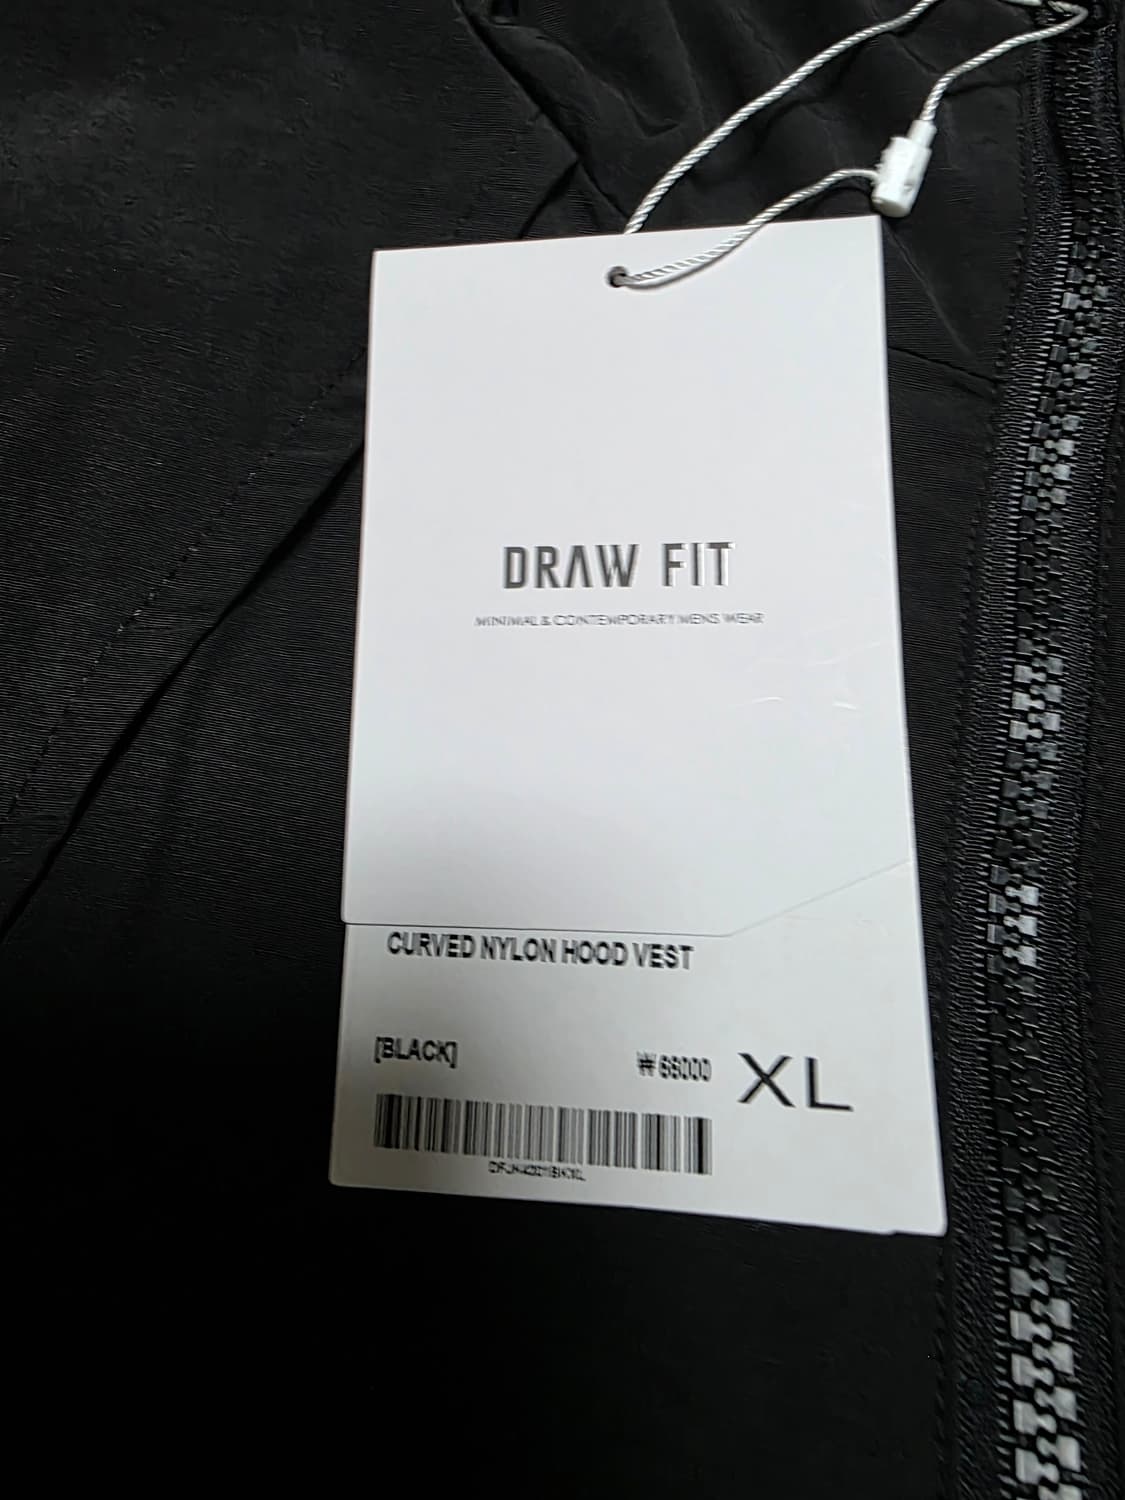 DRAW FIT
MINIMAL & CONTEMPORARY MENS WEAR
CURVED NYLON HOOD VEST
[BLACK]
₩ 68000
XL